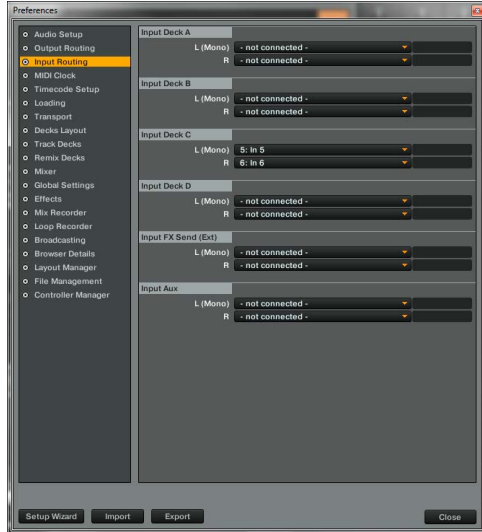 Preferences
Audio Setup
Output Routing
Input Routing
MIDI Clock
Timecode Setup
Loading
Transport
Decks Layout
Track Decks
Remix Decks
Mixer
Global Settings
Effects
Mix Recorder
Loop Recorder
Broadcasting
Browser Details
Layout Manager
File Management
Controller Manager
Input Deck A
L (Mono) - not connected -
R - not connected -
Input Deck B
L (Mono) - not connected -
R - not connected -
Input Deck C
L (Mono) 5: In 5
R 6: In 6
Input Deck D
L (Mono) - not connected -
R - not connected -
Input FX Send (Ext)
L (Mono) - not connected -
R - not connected -
Input Aux
L (Mono) - not connected -
R - not connected -
Setup Wizard Import Export Close